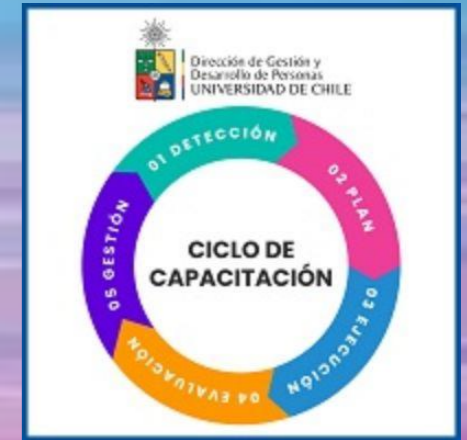 Dirección de Gestión y
Desarrollo de Personas
UNIVERSIDAD DE CHILE
01 DETECCIÓN
02 PLAN
03 EJECUCIÓN
04 EVALUACIÓN
05 GESTIÓN
CICLO DE
CAPACITACIÓN